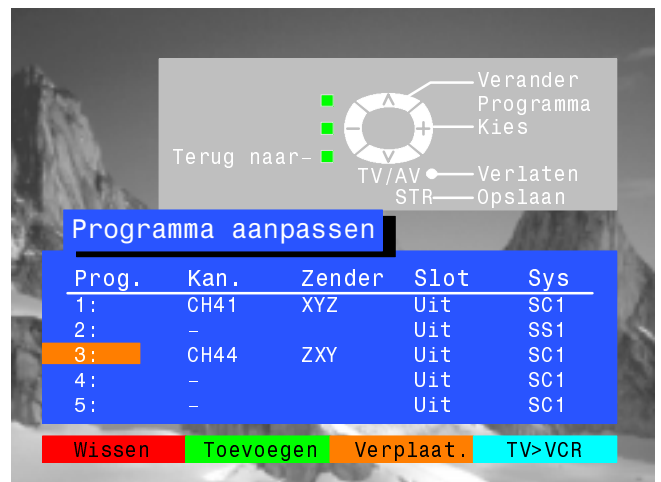 Verander
Programma
Kies
Terug naar–
TV/AV Verlaten
STR Opslaan
Programma aanpassen
Prog. Kan. Zender Slot Sys
1: CH41 XYZ Uit SC1
2: – Uit SS1
3: CH44 ZXY Uit SC1
4: – Uit SC1
5: – Uit SC1
Wissen Toevoegen Verplaat. TV>VCR